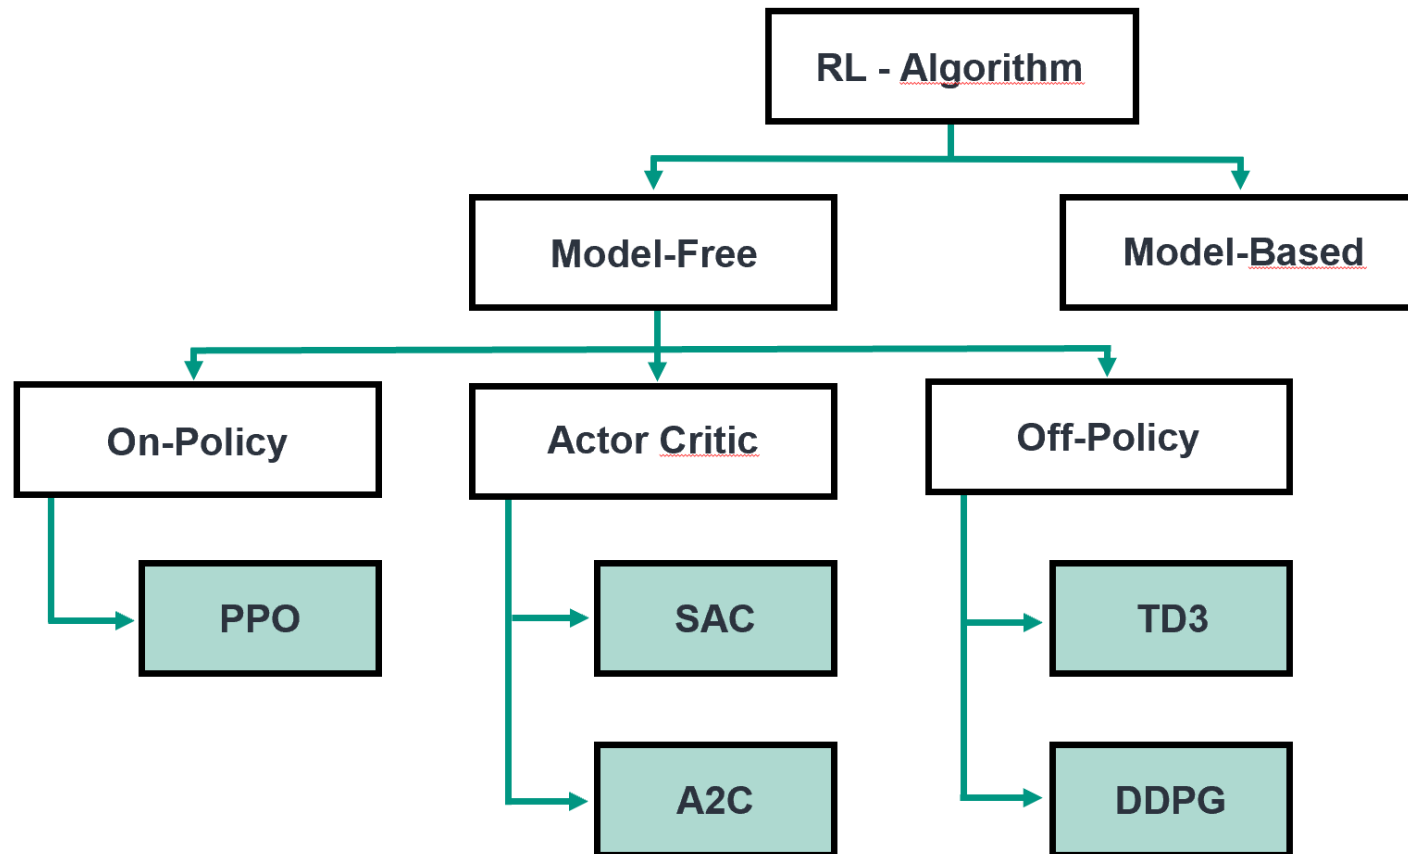 RL - Algorithm
Model-Free
Model-Based
On-Policy
Actor Critic
Off-Policy
PPO
SAC
TD3
A2C
DDPG